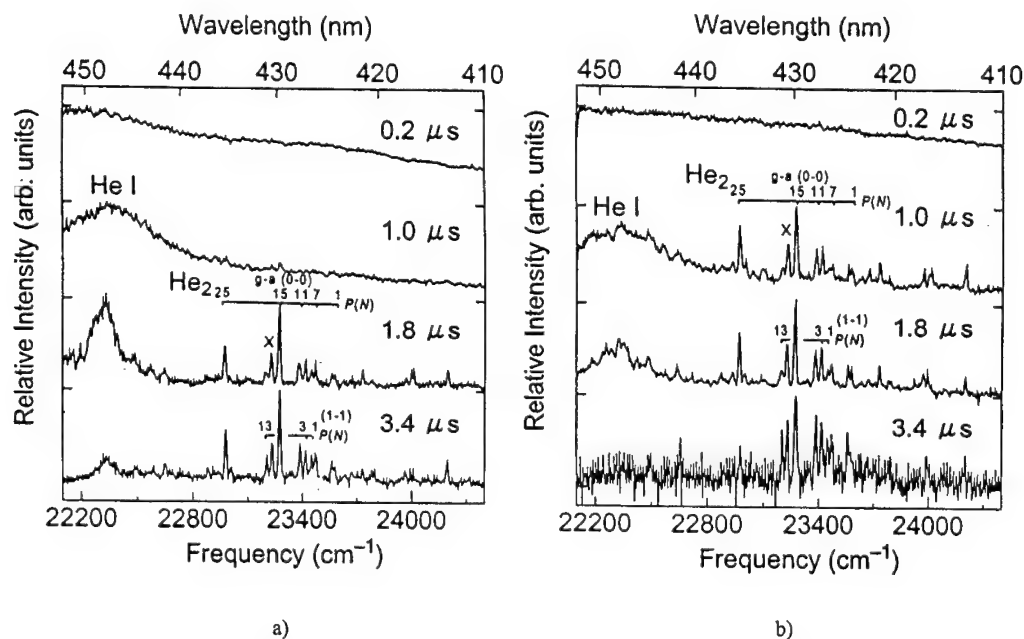 a)
Wavelength (nm)
450 440 430 420 410
Relative Intensity (arb. units)
0.2 μs
He I
1.0 μs
He₂ g-a (0-0)
25 15 11 7 1 P(N)
x
1.8 μs
13 3 1 (1-1) P(N)
3.4 μs
22200 22800 23400 24000
Frequency (cm⁻¹)
a)
b)
Wavelength (nm)
450 440 430 420 410
Relative Intensity (arb. units)
0.2 μs
He₂ g-a (0-0)
25 15 11 7 1 P(N)
He I
x
1.0 μs
13 3 1 (1-1) P(N)
1.8 μs
3.4 μs
22200 22800 23400 24000
Frequency (cm⁻¹)
b)